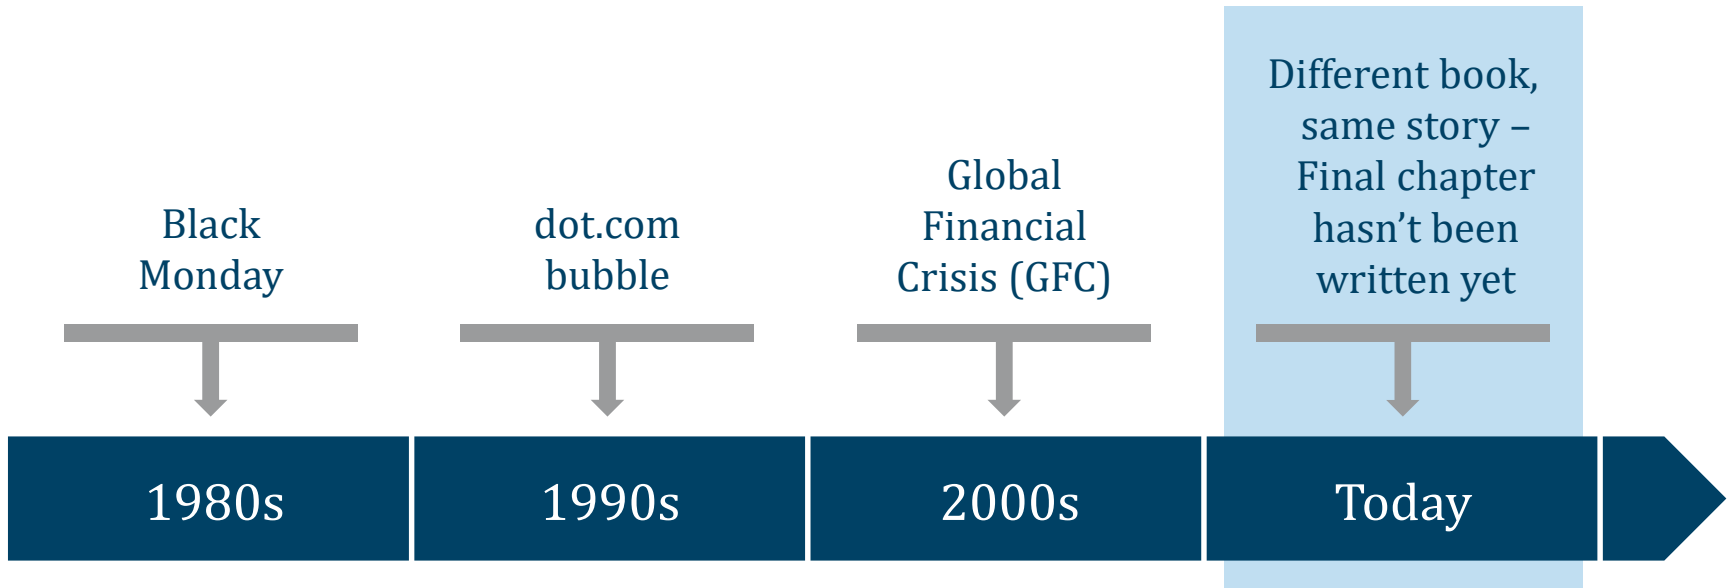 Black
Monday
dot.com
bubble
Global
Financial
Crisis (GFC)
Different book,
same story –
Final chapter
hasn’t been
written yet
1980s
1990s
2000s
Today